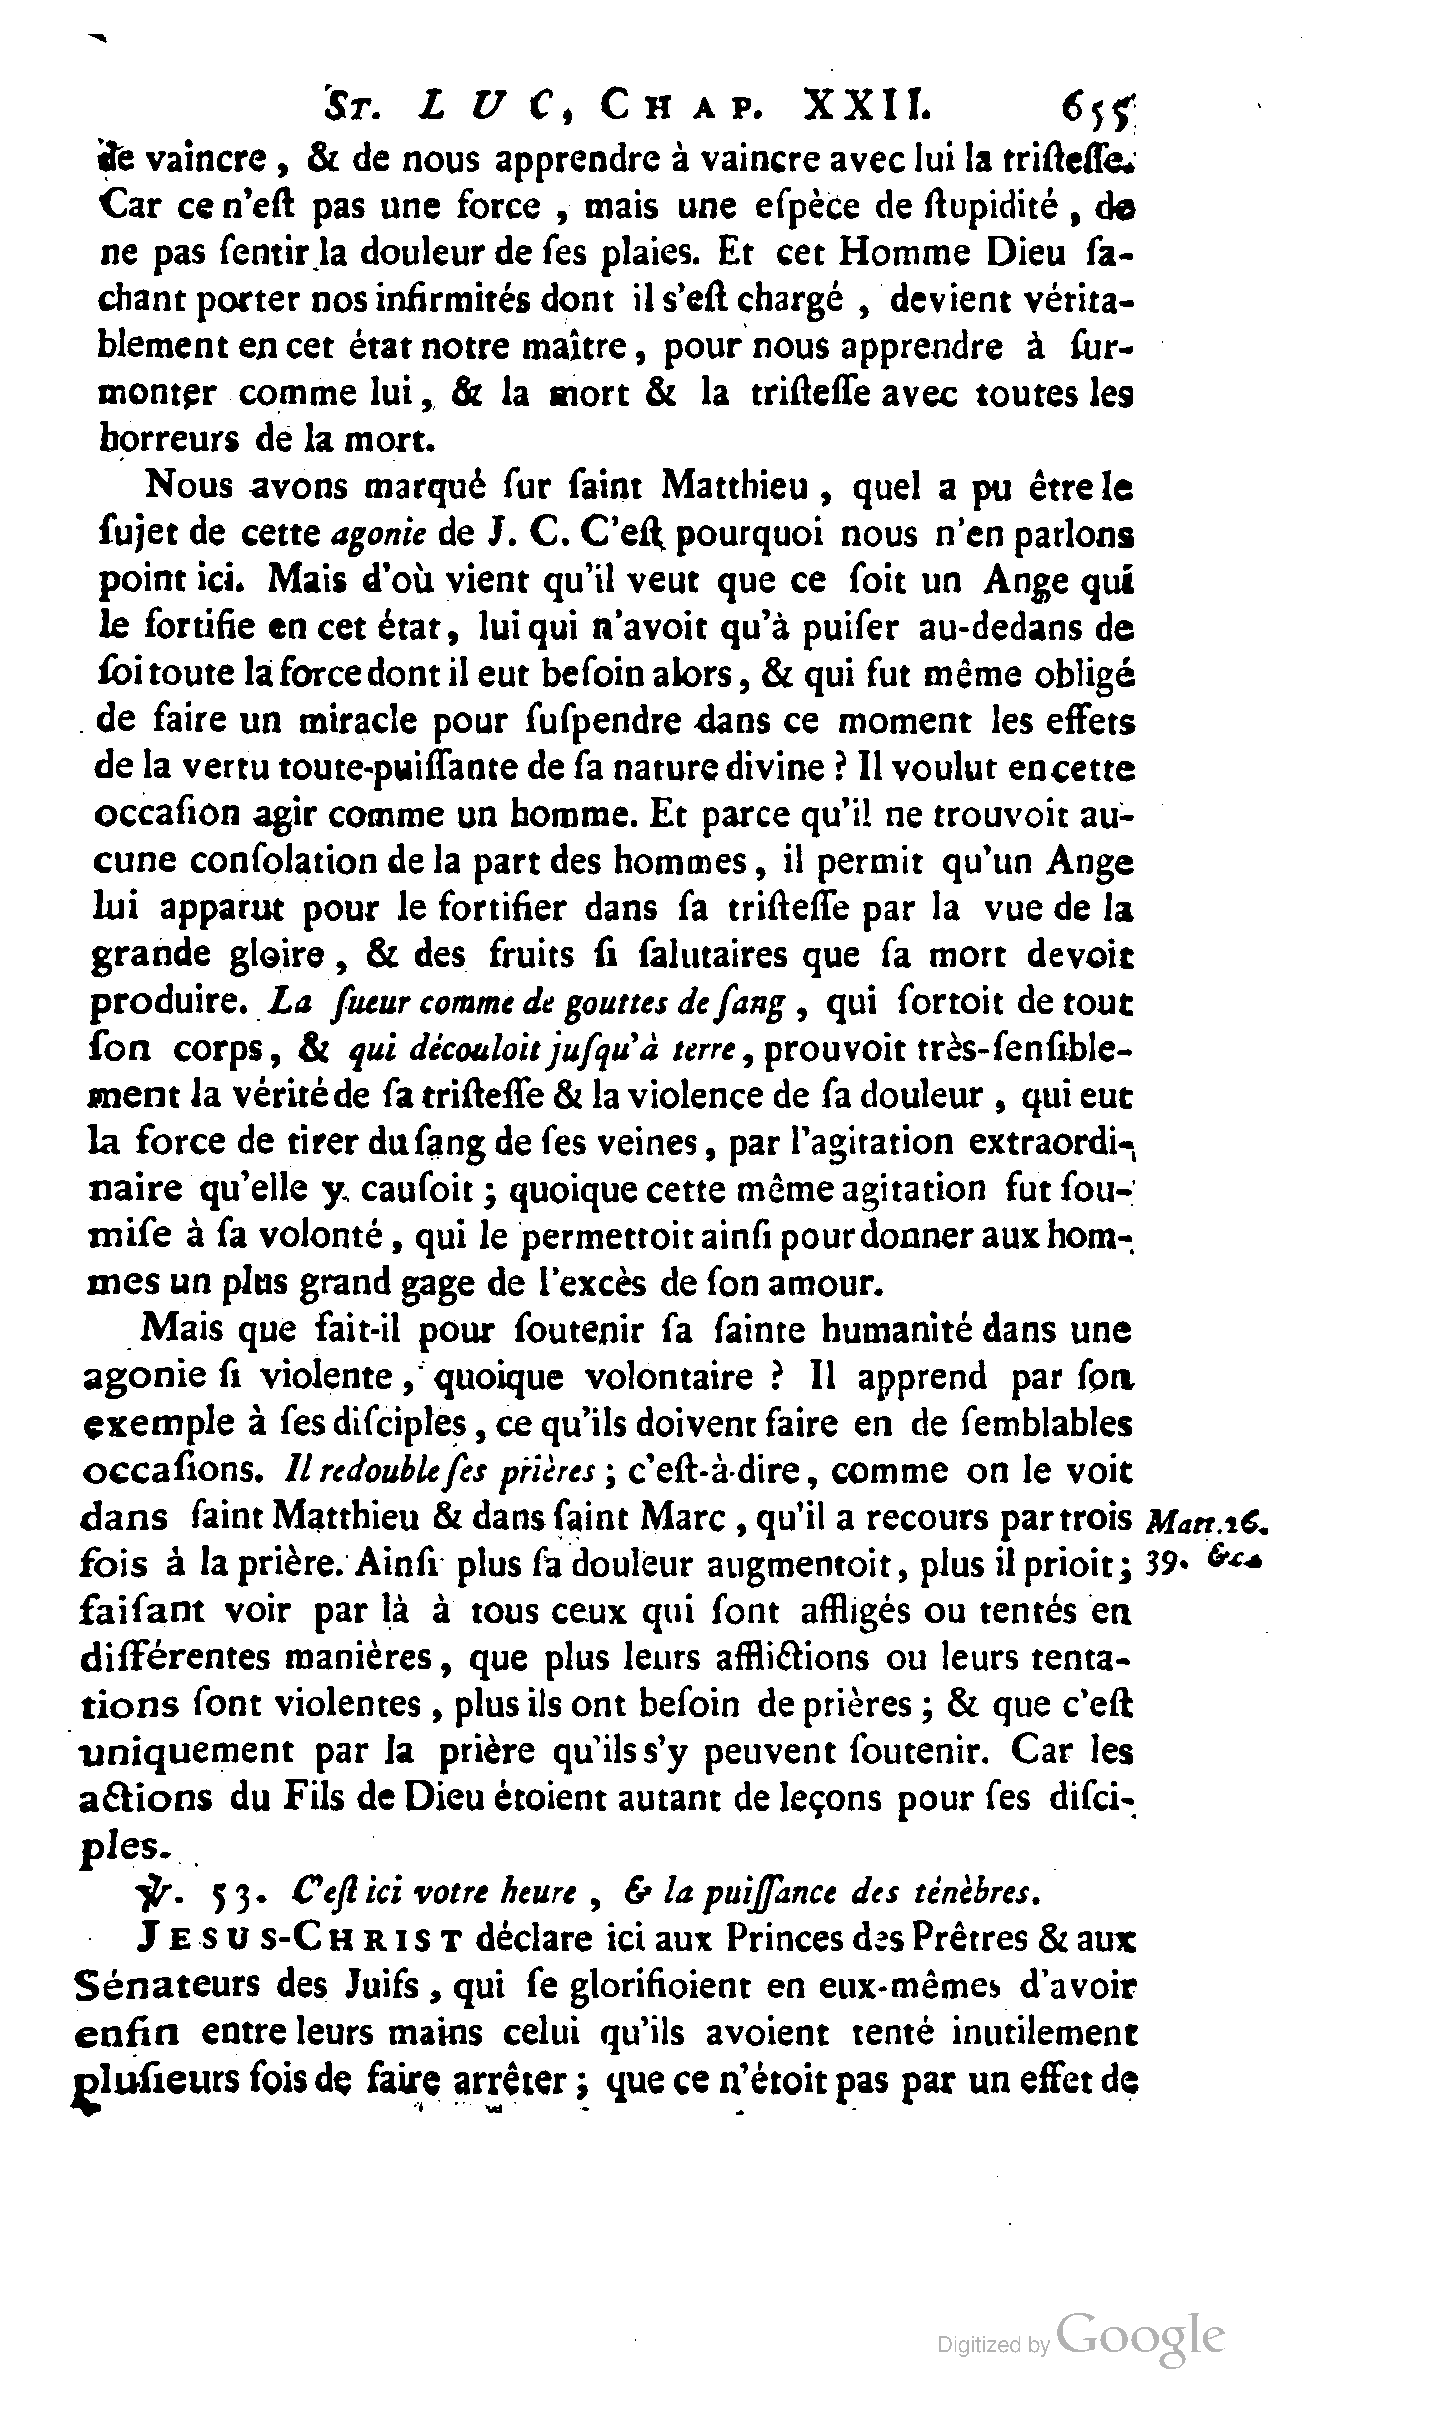 ST. LUC, CHAP. XXII. 655
de vaincre, & de nous apprendre à vaincre avec lui la triſteſſe.
Car ce n'eſt pas une force, mais une eſpèce de ſtupidité, de
ne pas ſentir la douleur de ſes plaies. Et cet Homme Dieu ſa-
chant porter nos infirmités dont il s'eſt chargé, devient vérita-
blement en cet état notre maître, pour nous apprendre à ſur-
monter comme lui, & la mort & la triſteſſe avec toutes les
horreurs de la mort.
Nous avons marqué ſur ſaint Matthieu, quel a pu être le
ſujet de cette agonie de J. C. C'eſt pourquoi nous n'en parlons
point ici. Mais d'où vient qu'il veut que ce ſoit un Ange qui
le fortifie en cet état, lui qui n'avoit qu'à puiſer au-dedans de
ſoi toute la force dont il eut beſoin alors, & qui fut même obligé
de faire un miracle pour ſuſpendre dans ce moment les effets
de la vertu toute-puiſſante de ſa nature divine ? Il voulut en cette
occaſion agir comme un homme. Et parce qu'il ne trouvoit au-
cune conſolation de la part des hommes, il permit qu'un Ange
lui apparut pour le fortifier dans ſa triſteſſe par la vue de la
grande gloire, & des fruits ſi ſalutaires que ſa mort devoit
produire. La ſueur comme de gouttes de ſang, qui ſortoit de tout
ſon corps, & qui découloit juſqu'à terre, prouvoit très-ſenſible-
ment la vérité de ſa triſteſſe & la violence de ſa douleur, qui eut
la force de tirer du ſang de ſes veines, par l'agitation extraordi-
naire qu'elle y cauſoit ; quoique cette même agitation fut ſou-
miſe à ſa volonté, qui le permettoit ainſi pour donner aux hom-
mes un plus grand gage de l'excès de ſon amour.
Mais que fait-il pour ſoutenir ſa ſainte humanité dans une
agonie ſi violente, quoique volontaire ? Il apprend par ſon
exemple à ſes diſciples, ce qu'ils doivent faire en de ſemblables
occaſions. Il redouble ſes prières ; c'eſt-à-dire, comme on le voit
dans ſaint Matthieu & dans ſaint Marc, qu'il a recours par trois Matt. 26.
fois à la prière. Ainſi plus ſa douleur augmentoit, plus il prioit ; 39. &c.
faiſant voir par là à tous ceux qui ſont affligés ou tentés en
différentes manières, que plus leurs afflictions ou leurs tenta-
tions ſont violentes, plus ils ont beſoin de prières ; & que c'eſt
uniquement par la prière qu'ils s'y peuvent ſoutenir. Car les
actions du Fils de Dieu étoient autant de leçons pour ſes diſci-
ples.
℣. 53. C'eſt ici votre heure, & la puiſſance des ténèbres.
JESUS-CHRIST déclare ici aux Princes des Prêtres & aux
Sénateurs des Juifs, qui ſe glorifioient en eux-mêmes d'avoir
enfin entre leurs mains celui qu'ils avoient tenté inutilement
pluſieurs fois de faire arrêter ; que ce n'étoit pas par un effet de
Digitized by Google